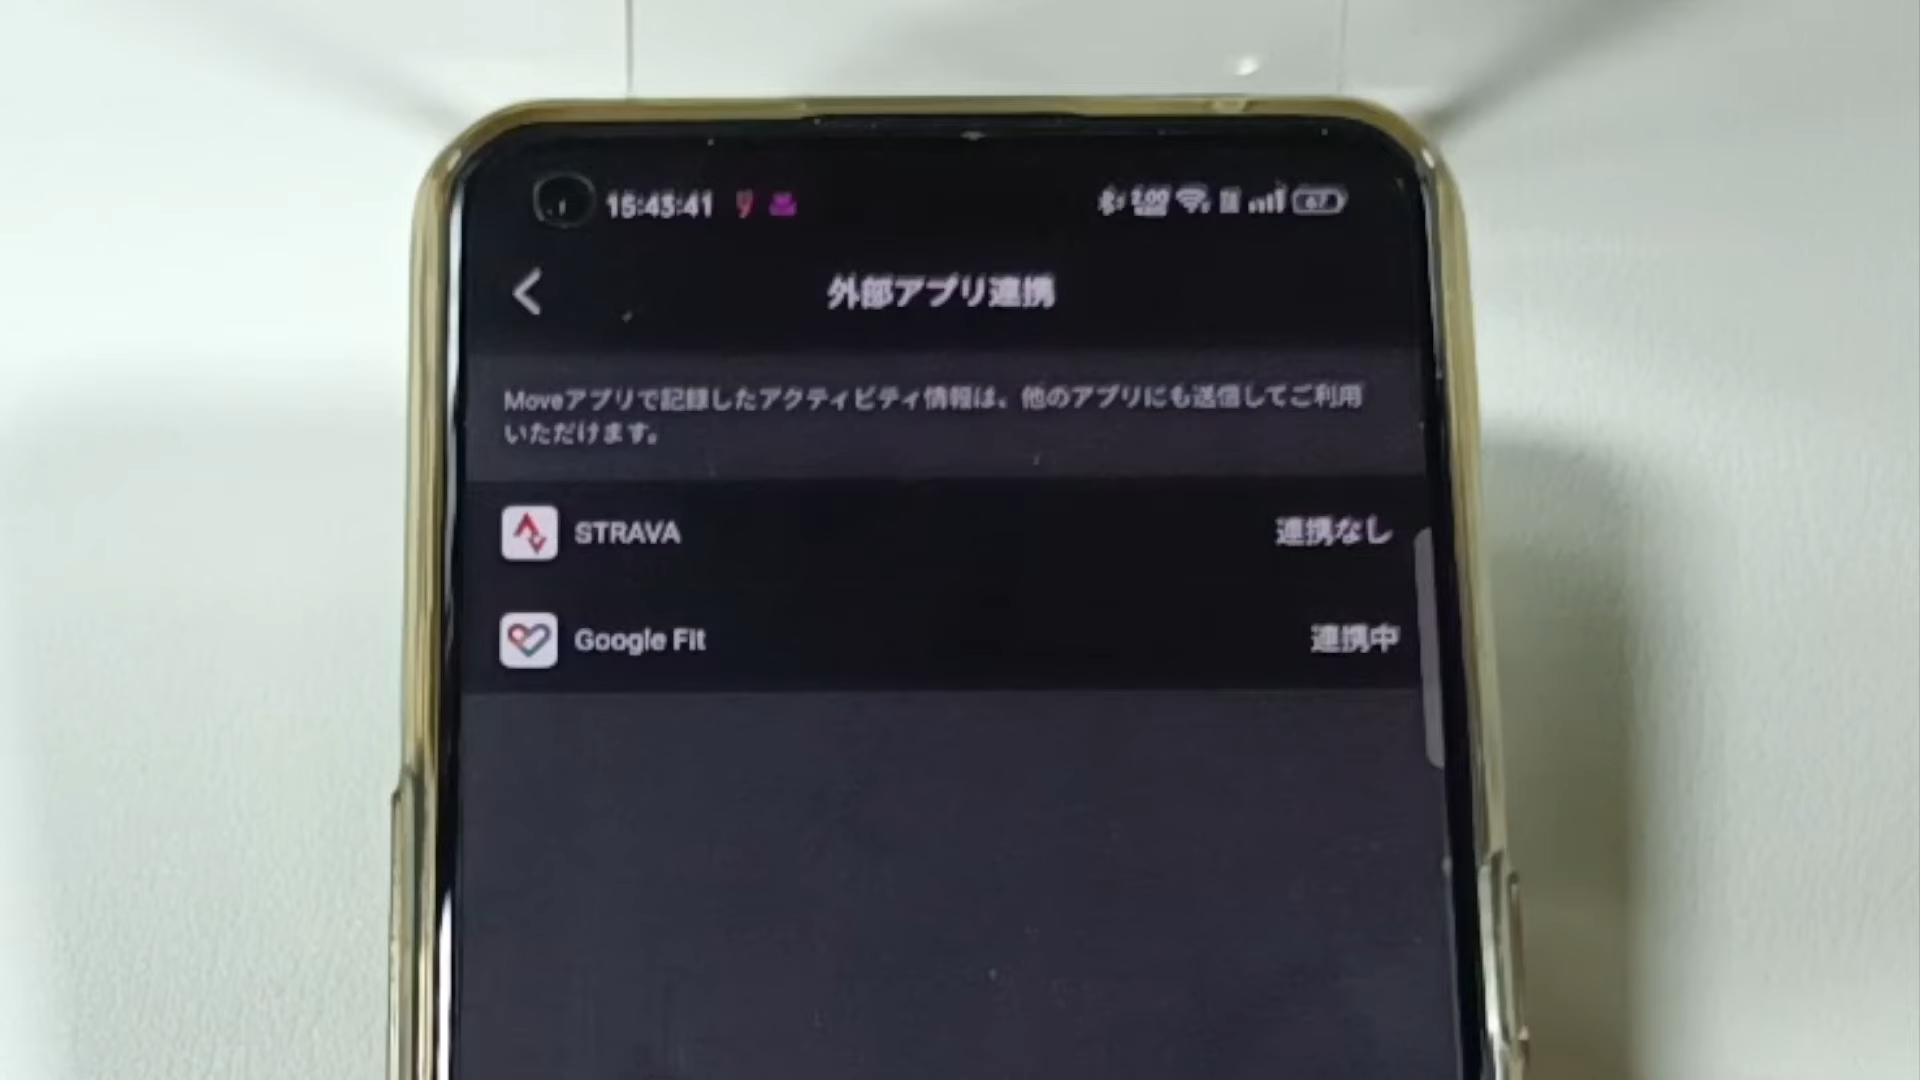 15:43:41
67
外部アプリ連携
Moveアプリで記録したアクティビティ情報は、他のアプリにも送信してご利用
いただけます。
STRAVA
連携なし
Google Fit
連携中